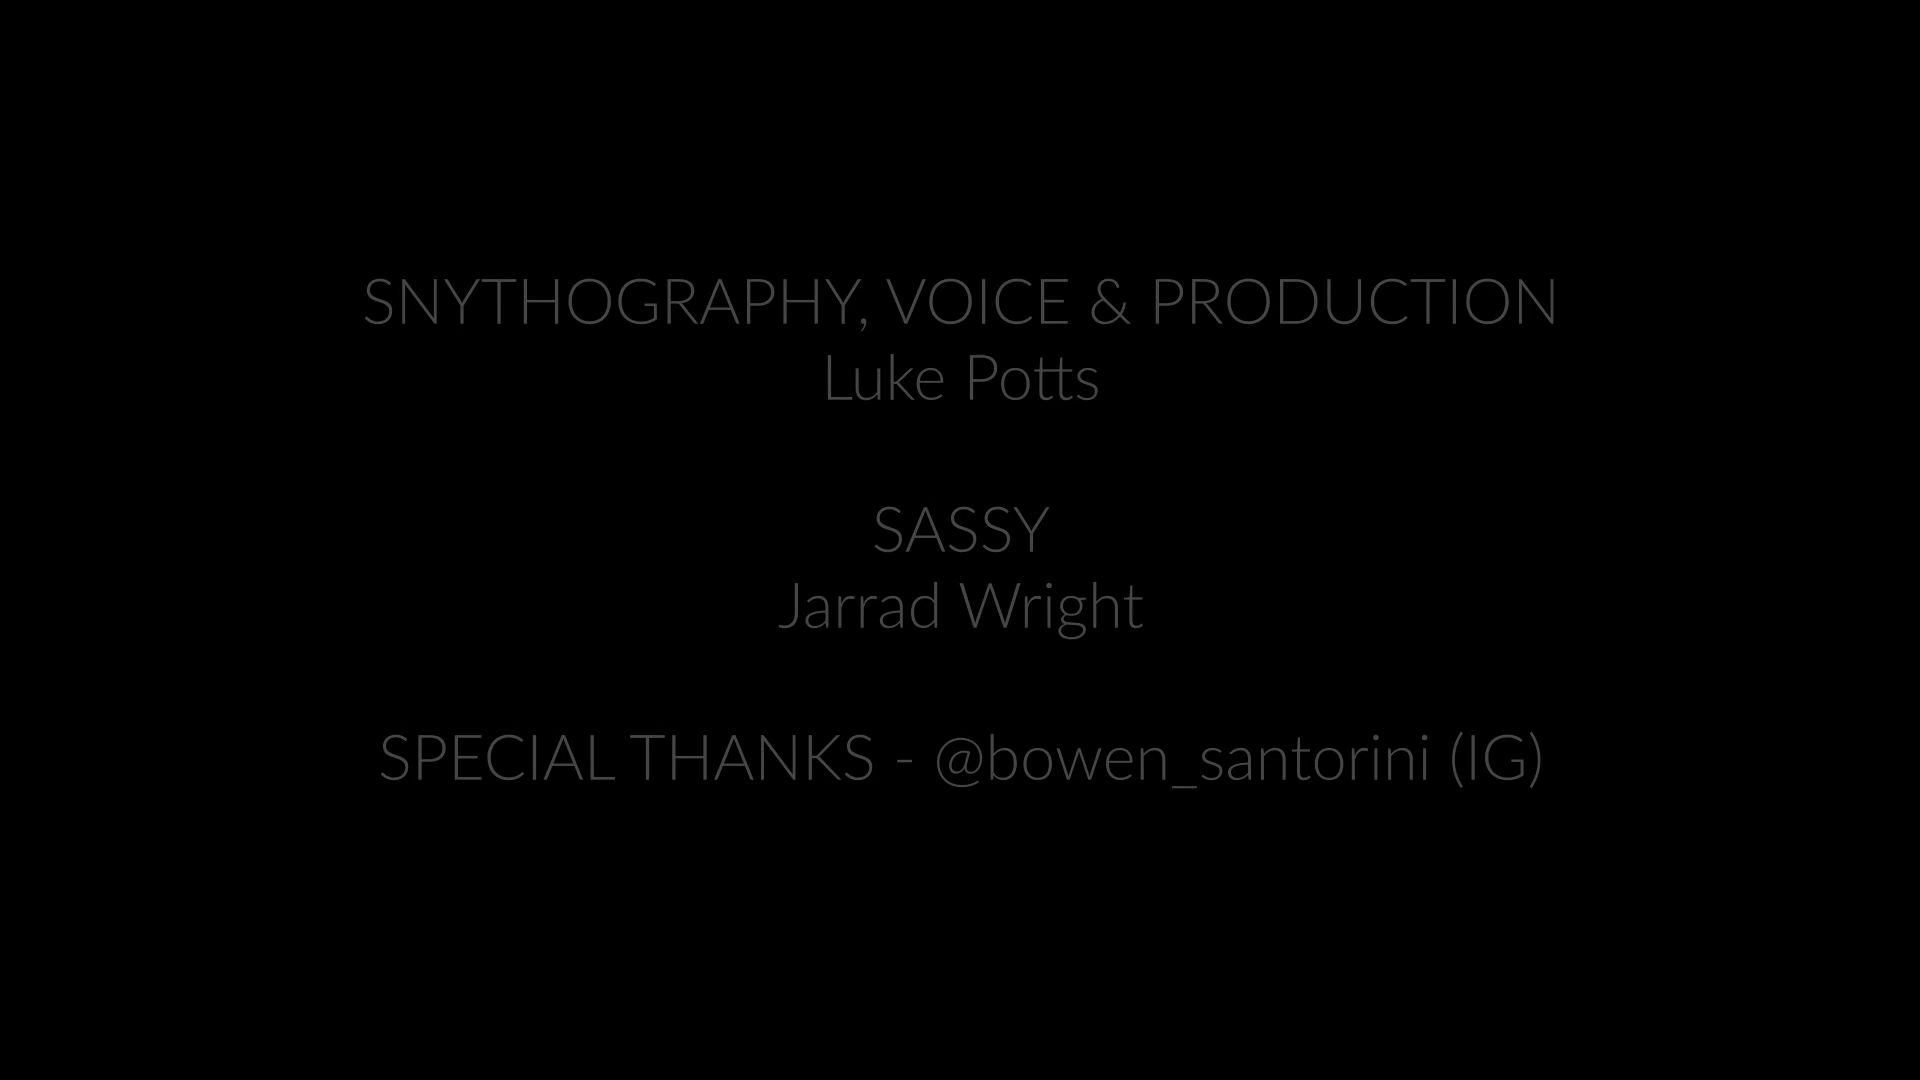 SNYTHOGRAPHY, VOICE & PRODUCTION
Luke Potts
SASSY
Jarrad Wright
SPECIAL THANKS - @bowen_santorini (IG)